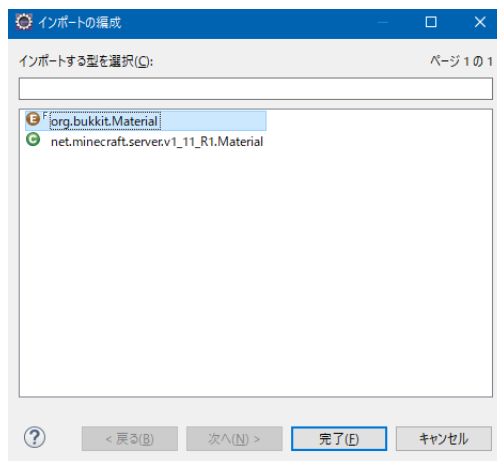 インポートの編成
インポートする型を選択(C): ページ 1 の 1
org.bukkit.Material
net.minecraft.server.v1_11_R1.Material
? < 戻る(B) 次へ(N) > 完了(F) キャンセル